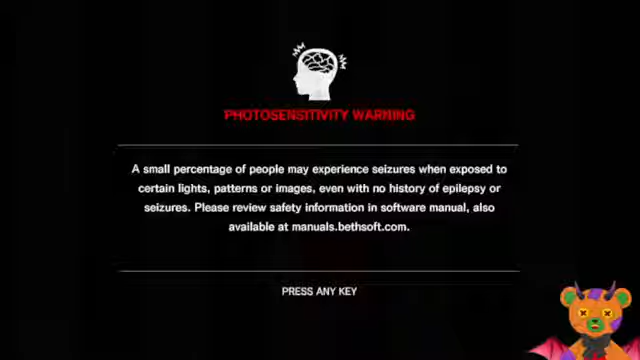 PHOTOSENSITIVITY WARNING
A small percentage of people may experience seizures when exposed to
certain lights, patterns or images, even with no history of epilepsy or
seizures. Please review safety information in software manual, also
available at manuals.bethsoft.com.
PRESS ANY KEY